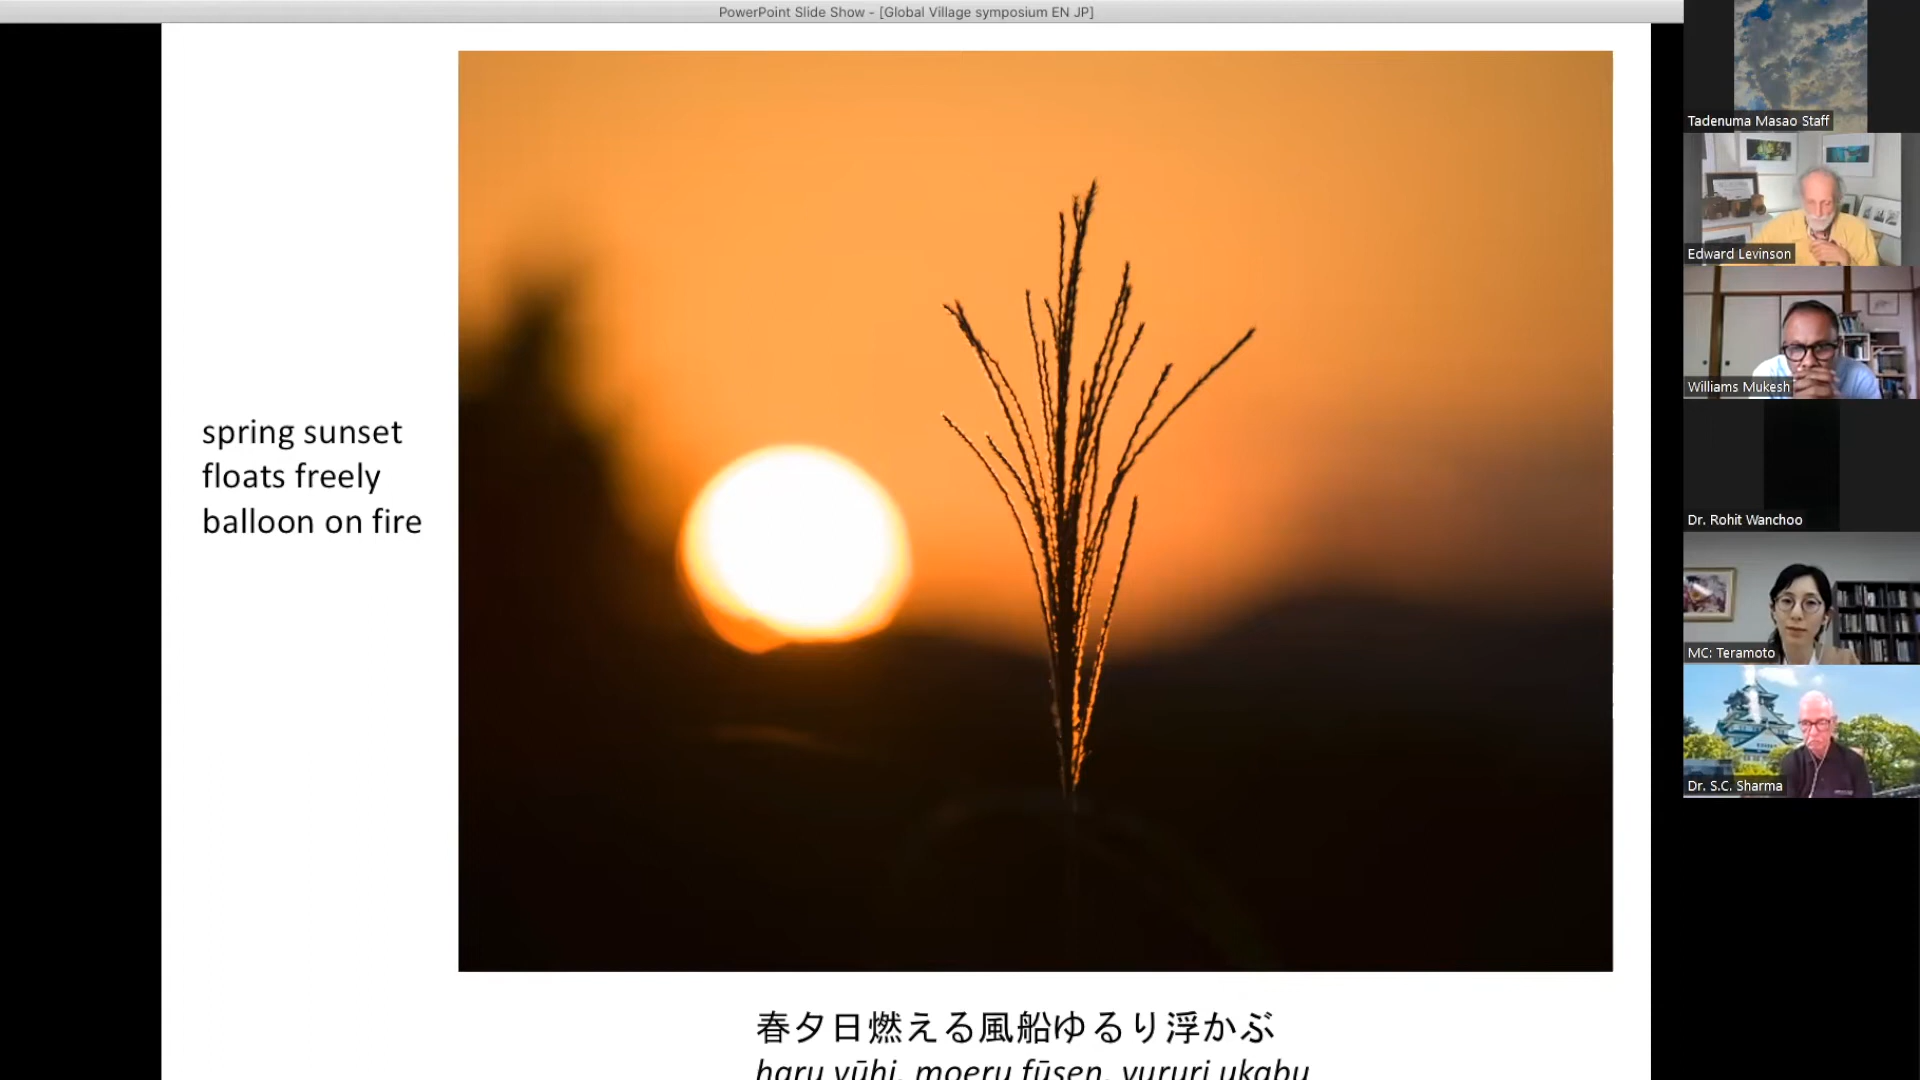 PowerPoint Slide Show - [Global Village symposium EN JP]
spring sunset
floats freely
balloon on fire
春夕日燃える風船ゆるり浮かぶ
haru yūhi, moeru fūsen, yururi ukabu
Tadenuma Masao Staff
Edward Levinson
Williams Mukesh
Dr. Rohit Wanchoo
MC: Teramoto
Dr. S.C. Sharma